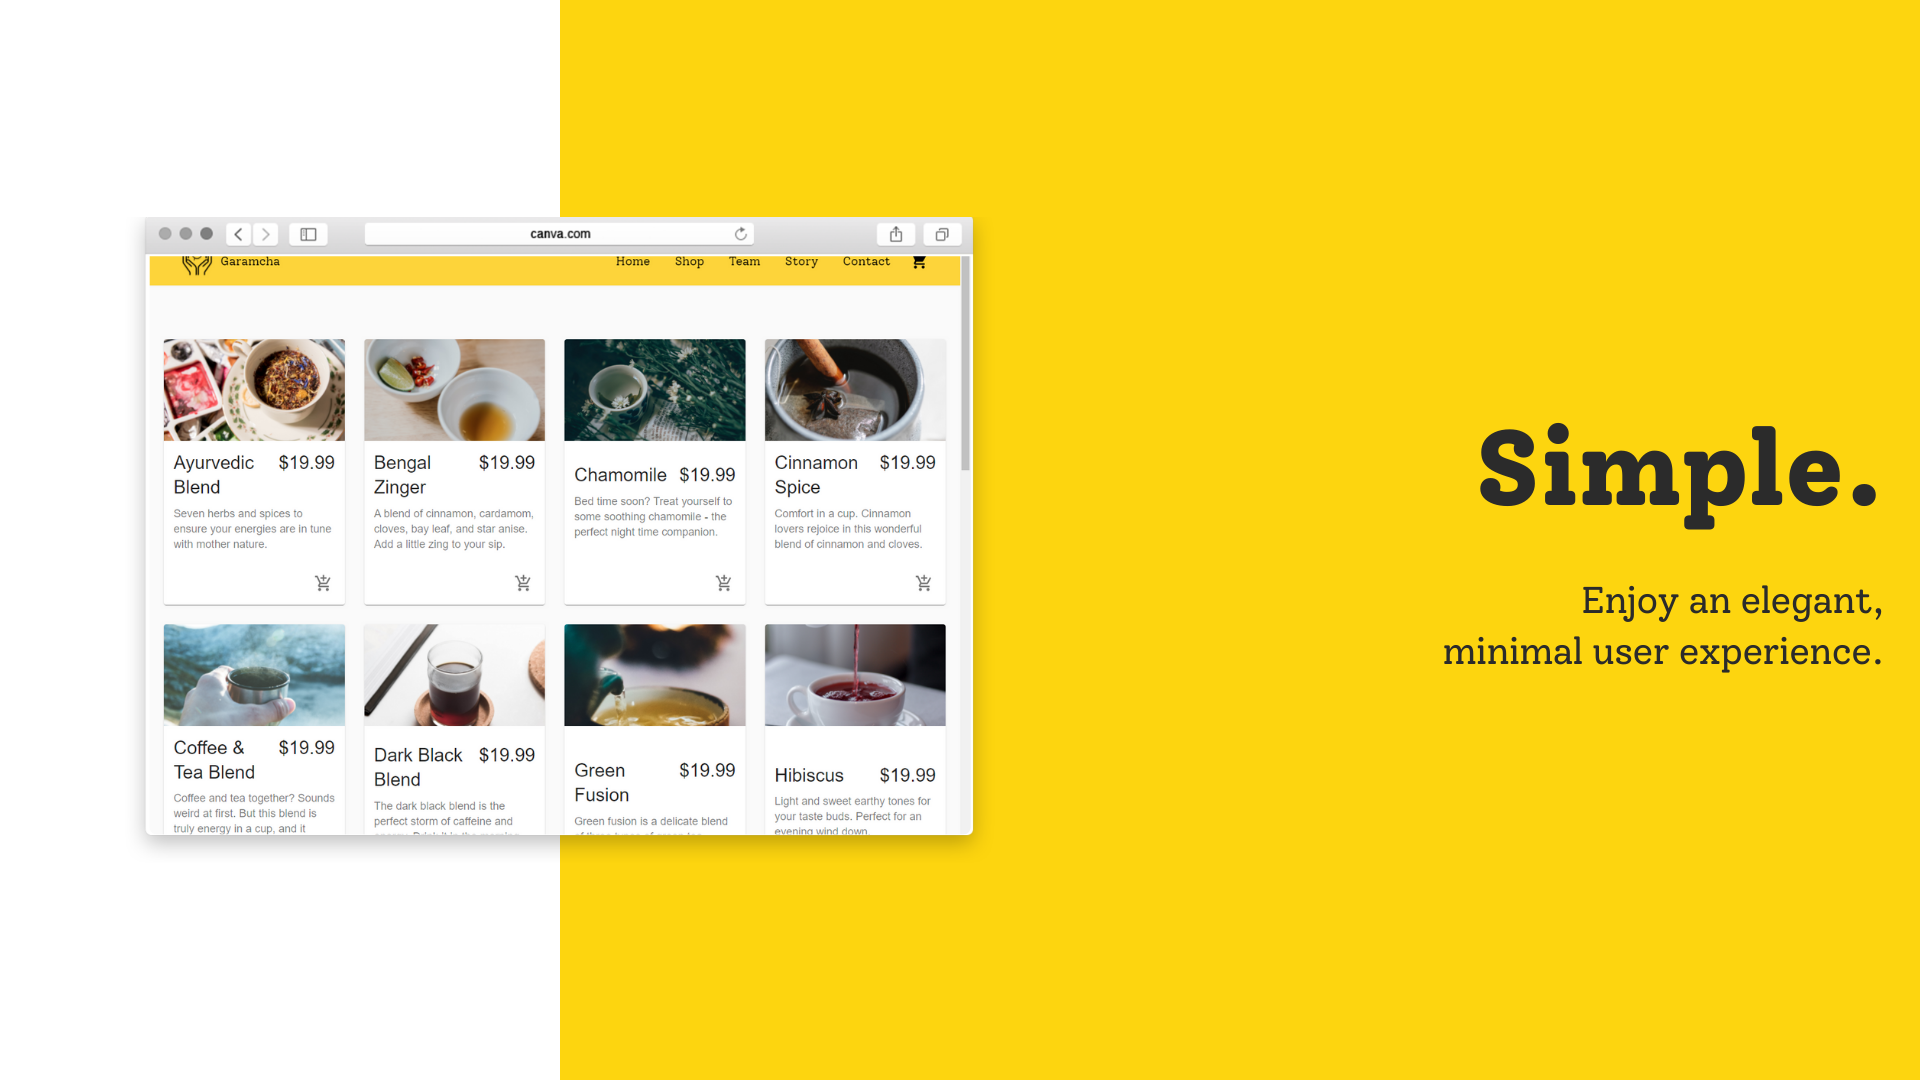 canva.com
Garamcha
Home Shop Team Story Contact
Ayurvedic Blend $19.99
Seven herbs and spices to
ensure your energies are in tune
with mother nature.
Bengal Zinger $19.99
A blend of cinnamon, cardamom,
cloves, bay leaf, and star anise.
Add a little zing to your sip.
Chamomile $19.99
Bed time soon? Treat yourself to
some soothing chamomile - the
perfect night time companion.
Cinnamon Spice $19.99
Comfort in a cup. Cinnamon
lovers rejoice in this wonderful
blend of cinnamon and cloves.
Coffee & Tea Blend $19.99
Coffee and tea together? Sounds
weird at first. But this blend is
truly energy in a cup, and it
Dark Black Blend $19.99
The dark black blend is the
perfect storm of caffeine and
Green Fusion $19.99
Green fusion is a delicate blend
Hibiscus $19.99
Light and sweet earthy tones for
your taste buds. Perfect for an
evening wind down
Simple.
Enjoy an elegant,
minimal user experience.